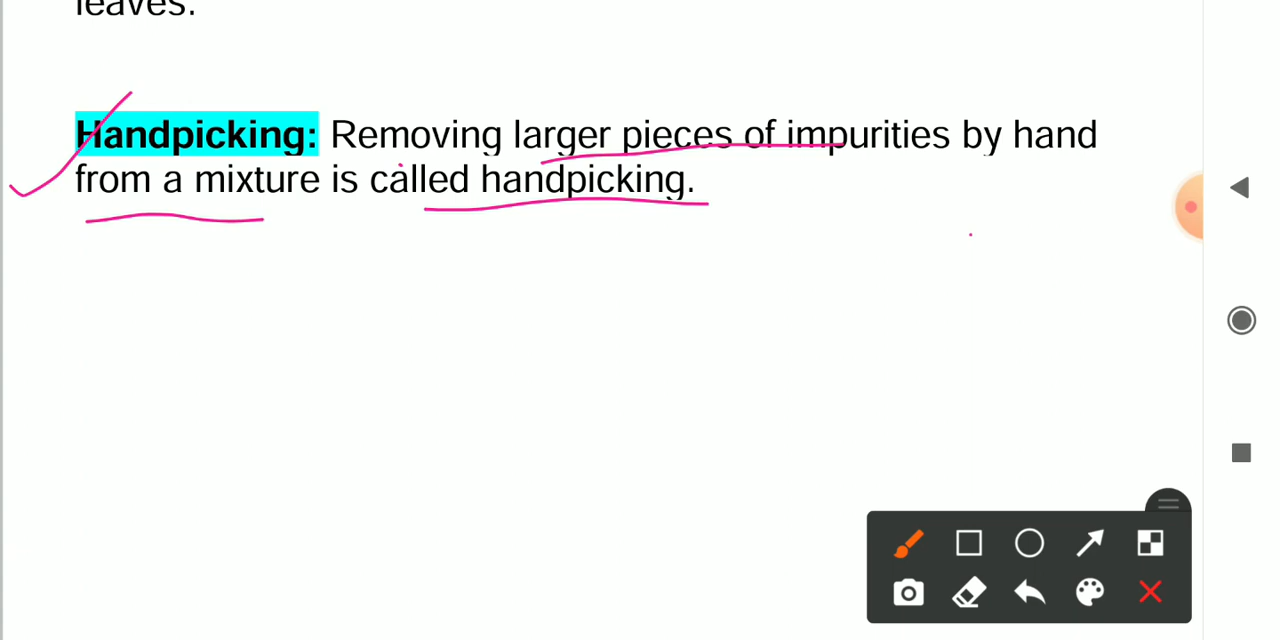 leaves.
Handpicking: Removing larger pieces of impurities by hand
from a mixture is called handpicking.